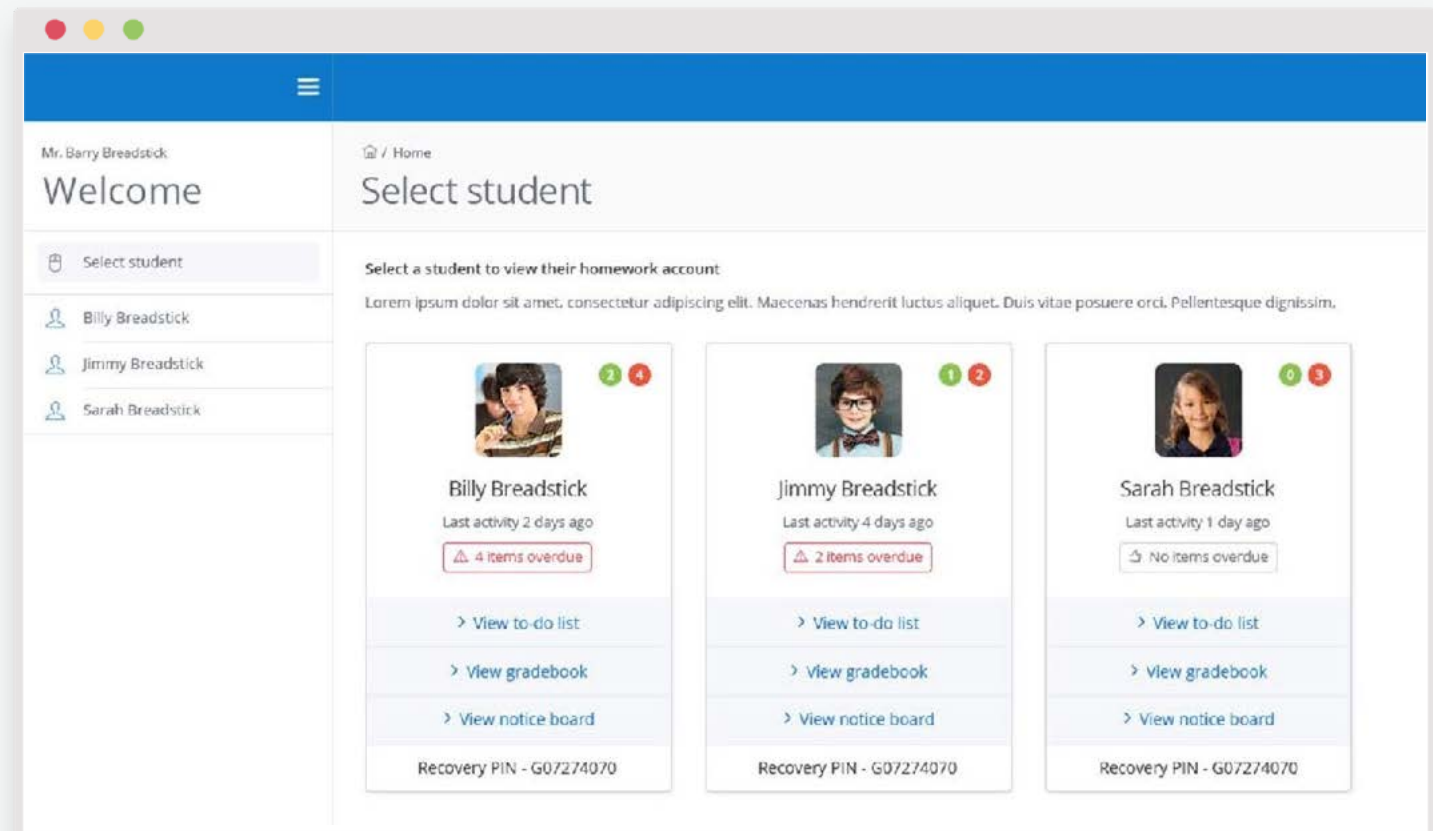 Mr. Barry Breadstick
Welcome
Select student
Billy Breadstick
Jimmy Breadstick
Sarah Breadstick
/ Home
Select student
Select a student to view their homework account
Lorem ipsum dolor sit amet, consectetur adipiscing elit. Maecenas hendrerit luctus aliquet. Duis vitae posuere orci. Pellentesque dignissim.
2 4
Billy Breadstick
Last activity 2 days ago
4 items overdue
> View to-do list
> View gradebook
> View notice board
Recovery PIN - G07274070
1 2
Jimmy Breadstick
Last activity 4 days ago
2 items overdue
> View to-do list
> View gradebook
> View notice board
Recovery PIN - G07274070
0 3
Sarah Breadstick
Last activity 1 day ago
No items overdue
> View to-do list
> View gradebook
> View notice board
Recovery PIN - G07274070